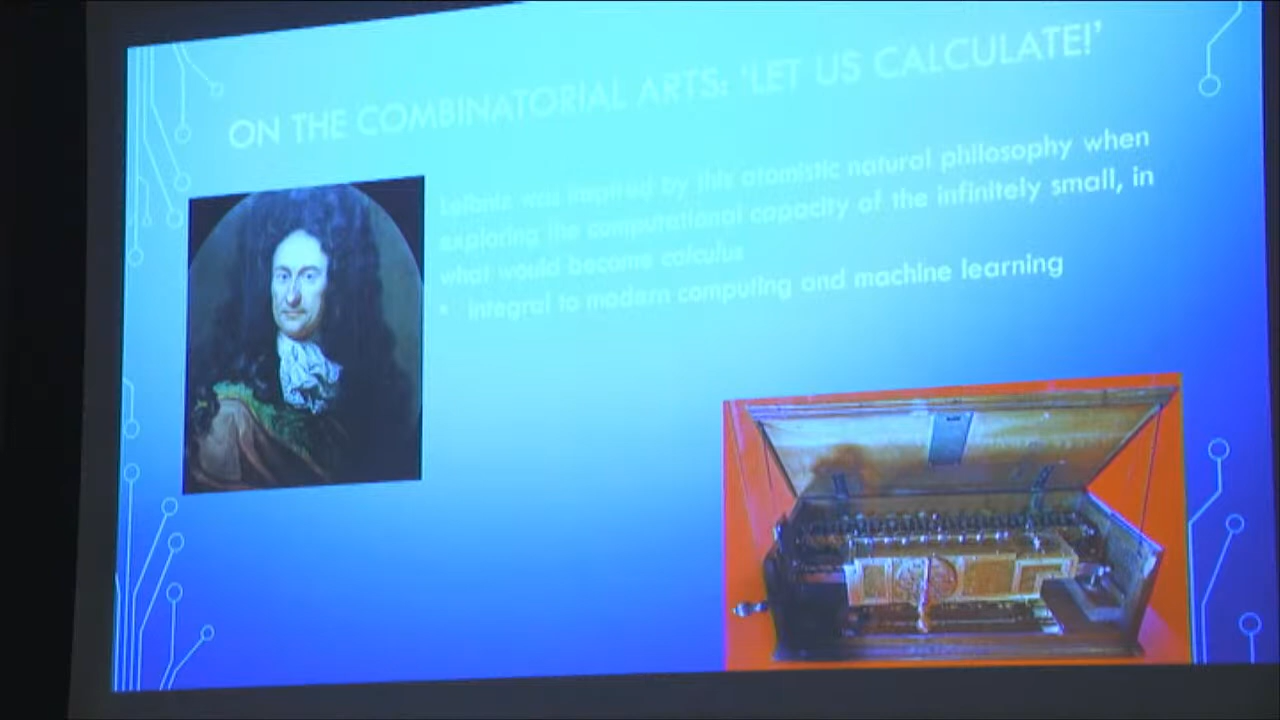 ON THE COMBINATORIAL ARTS: ‘LET US CALCULATE!’
Leibniz was inspired by this atomistic natural philosophy when
exploring the computational capacity of the infinitely small, in
what would become calculus
• integral to modern computing and machine learning